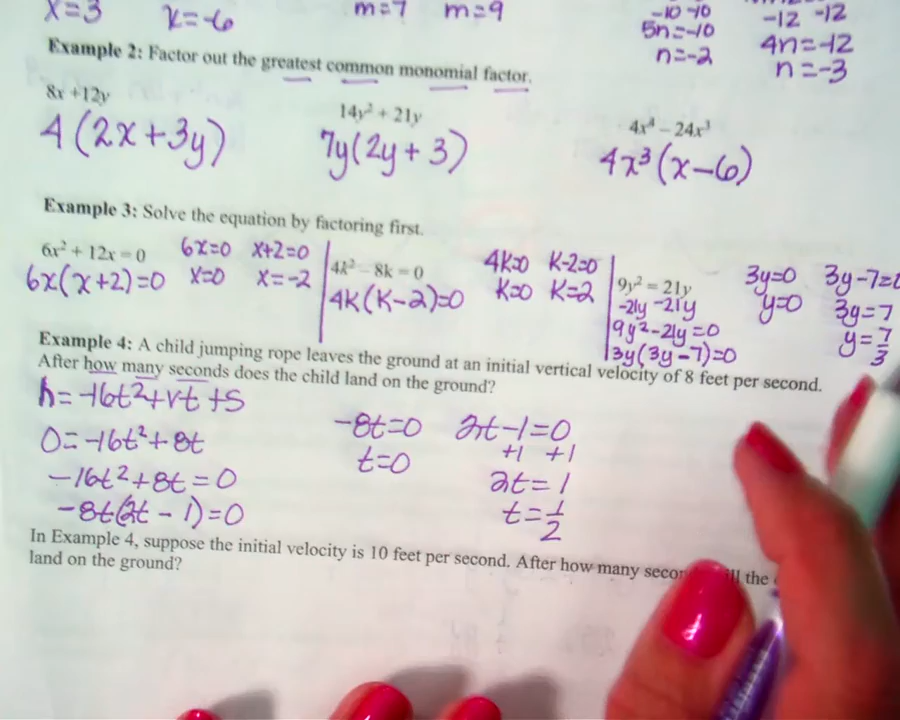 x=3 x=-6 m=7 m=9 -10 -10 -12 -12
5n=-10 4n=-12
n=-2 n=-3
Example 2: Factor out the greatest common monomial factor.
8x +12y 14y² + 21y 4x⁴ – 24x³
4(2x+3y) 7y(2y+3) 4x³(x-6)
Example 3: Solve the equation by factoring first.
6x² + 12x = 0 6x=0 x+2=0
6x(x+2)=0 x=0 x=-2
4k² – 8k = 0 4k=0 k-2=0
4k(k-2)=0 k=0 k=2
9y² = 21y 3y=0 3y-7=0
-21y -21y y=0 3y=7
9y²-21y=0 y=7/3
3y(3y-7)=0
Example 4: A child jumping rope leaves the ground at an initial vertical velocity of 8 feet per second.
After how many seconds does the child land on the ground?
h=-16t²+vt+s
0=-16t²+8t -8t=0 2t-1=0
+1 +1
-16t²+8t=0 t=0 2t=1
-8t(2t-1)=0 t=1/2
In Example 4, suppose the initial velocity is 10 feet per second. After how many the
land on the ground?